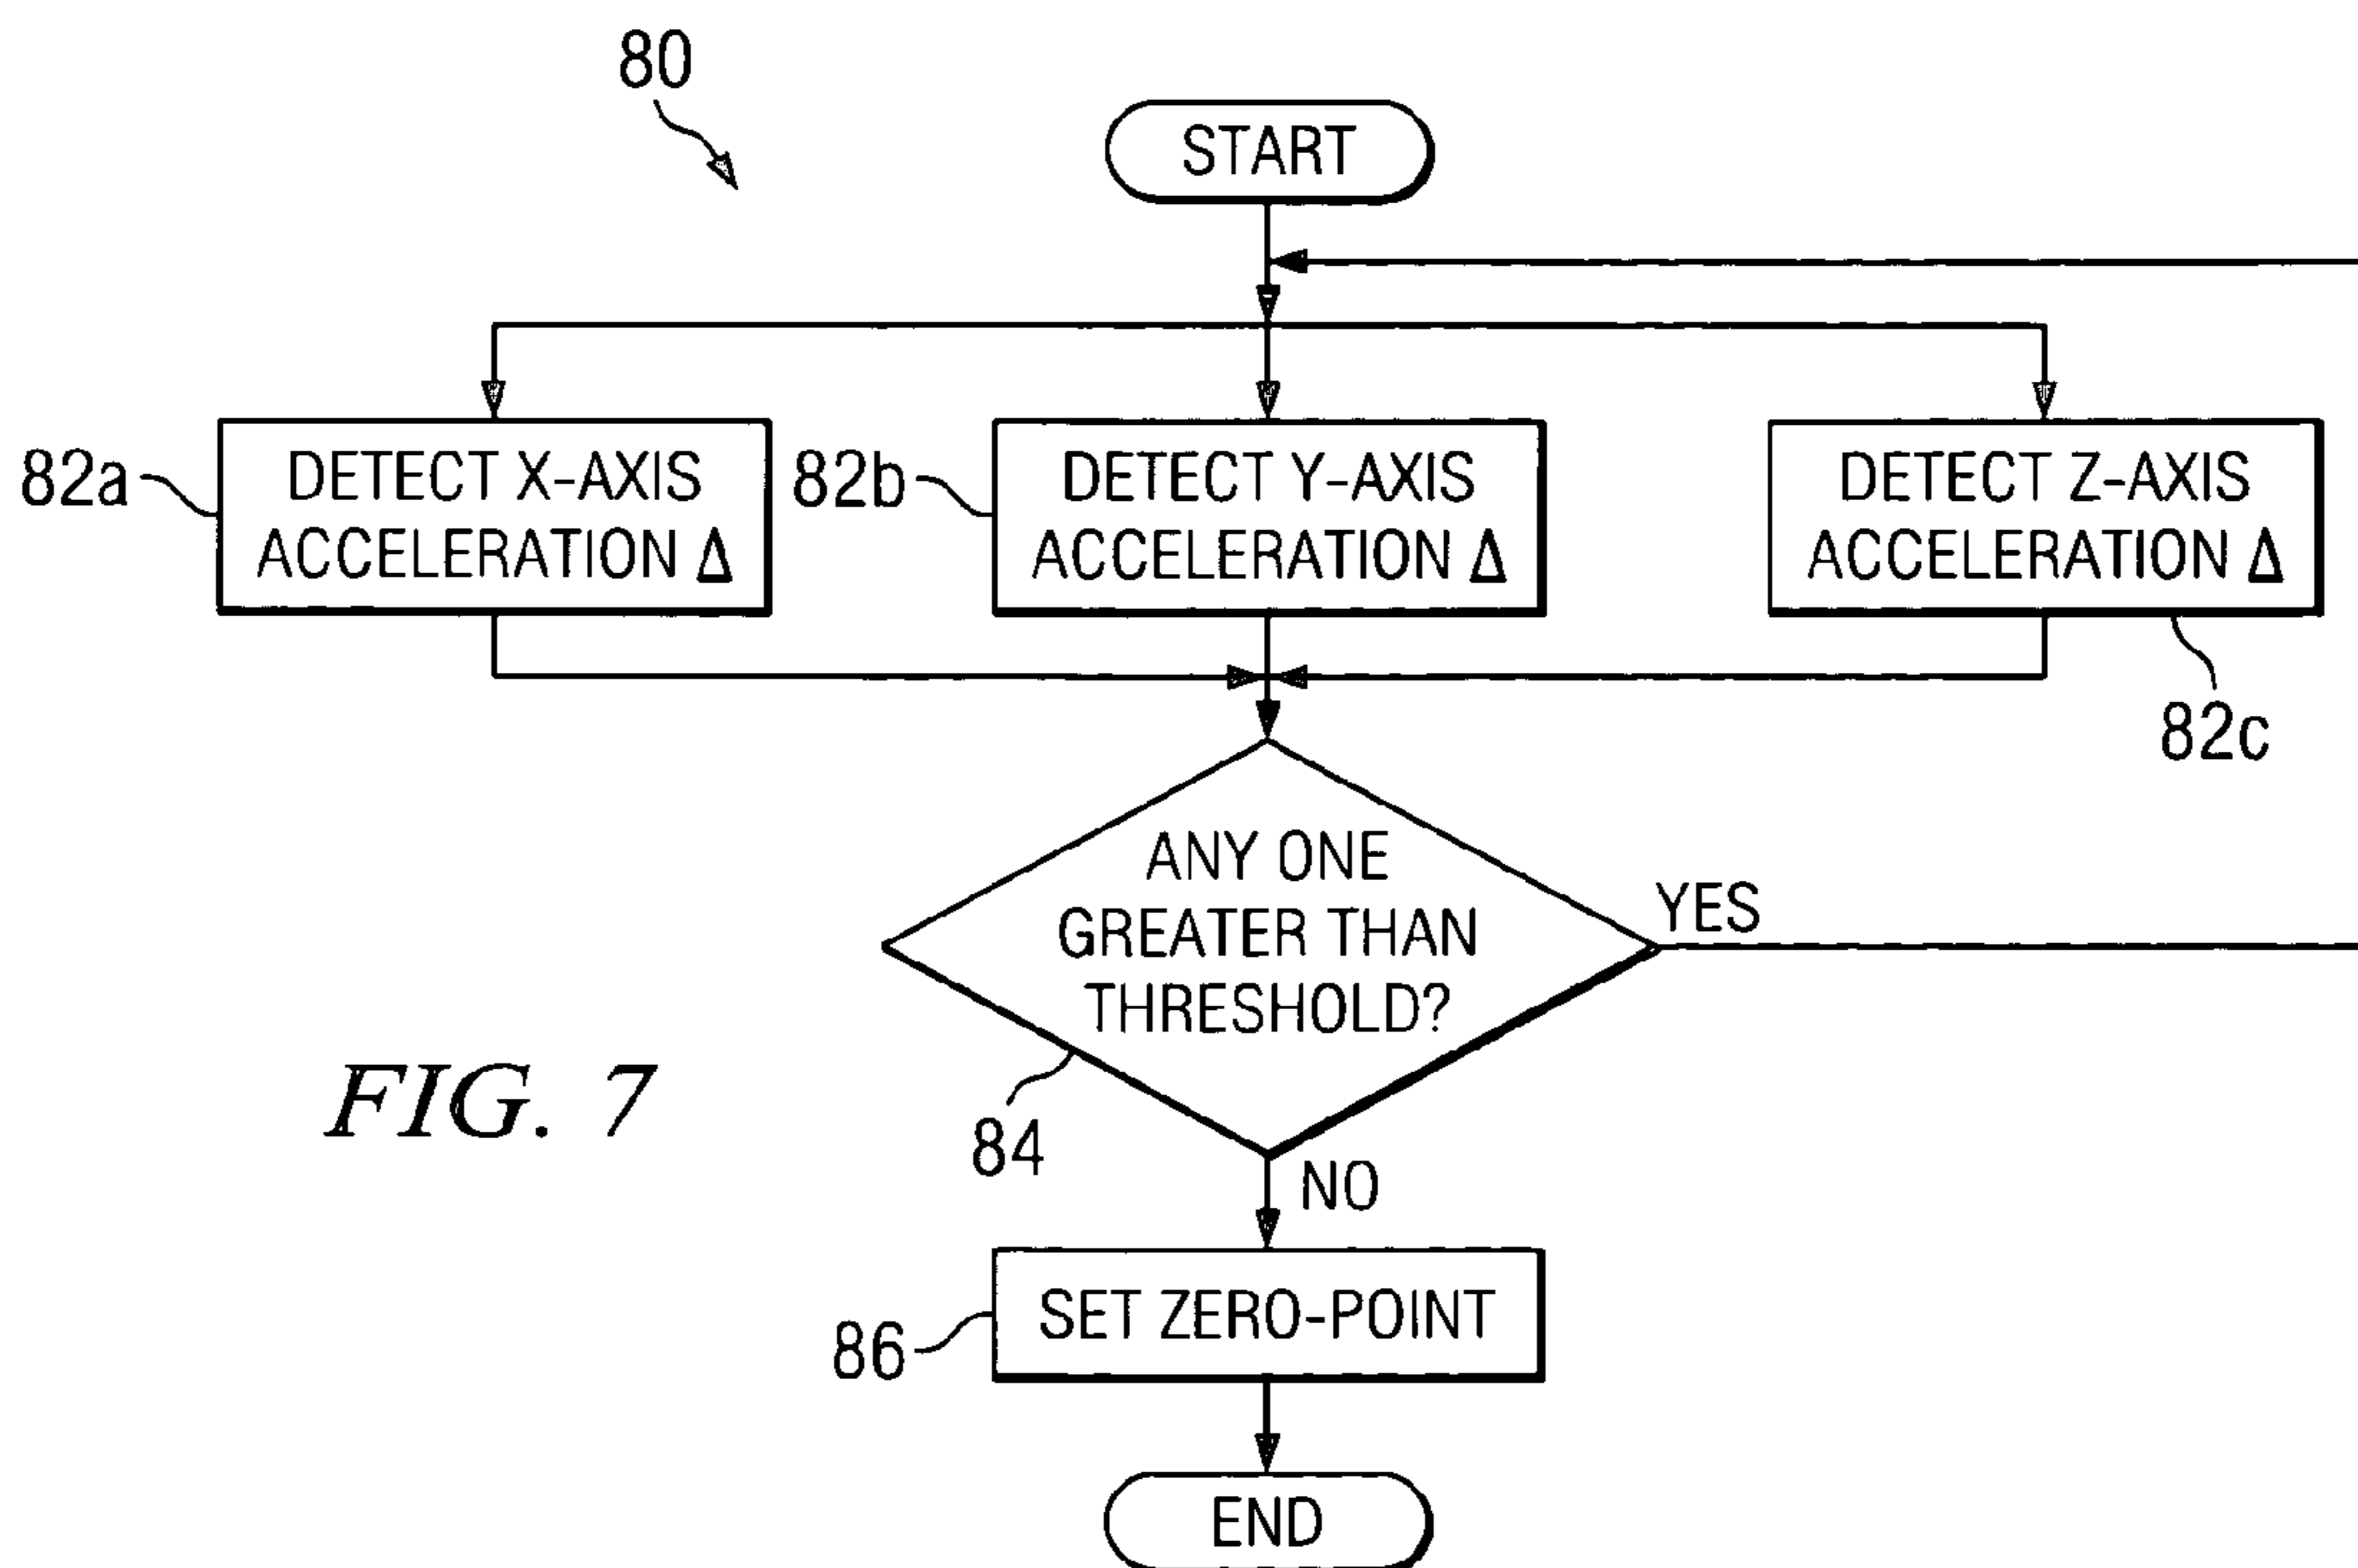 80
START
82a
DETECT X-AXIS
ACCELERATION Δ
82b
DETECT Y-AXIS
ACCELERATION Δ
DETECT Z-AXIS
ACCELERATION Δ
82c
ANY ONE
GREATER THAN
THRESHOLD?
YES
84
NO
FIG. 7
86
SET ZERO-POINT
END